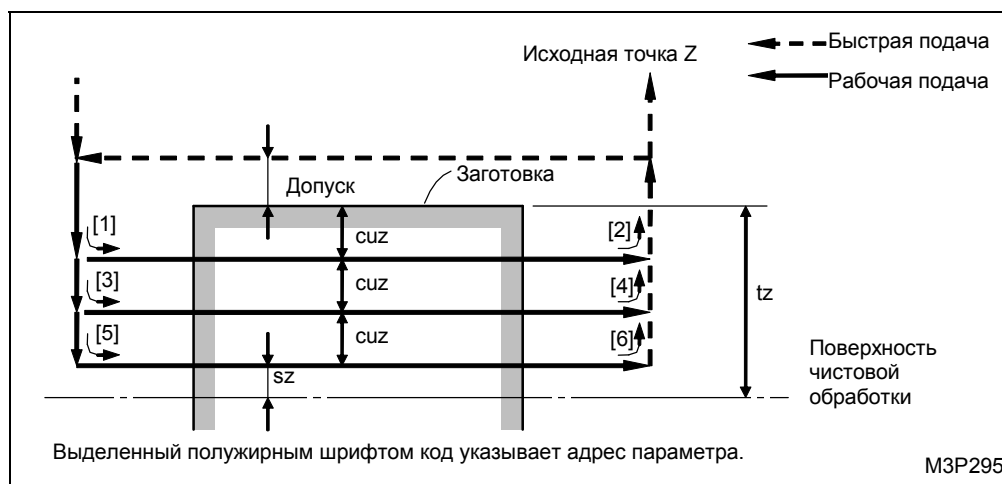 Исходная точка Z
Быстрая подача
Рабочая подача
Допуск
Заготовка
[1]
[2]
cuz
[3]
[4]
cuz
tz
[5]
[6]
cuz
sz
Поверхность
чистовой
обработки
Выделенный полужирным шрифтом код указывает адрес параметра.
M3P295